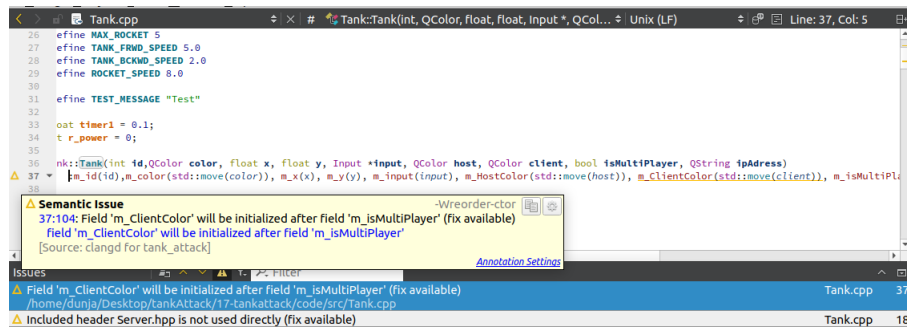 Tank.cpp # Tank::Tank(int, QColor, float, float, Input *, QCol... Unix (LF) Line: 37, Col: 5
26 efine MAX_ROCKET 5
27 efine TANK_FRWD_SPEED 5.0
28 efine TANK_BCKWD_SPEED 2.0
29 efine ROCKET_SPEED 8.0
30
31 efine TEST_MESSAGE "Test"
32
33 oat timer1 = 0.1;
34 t r_power = 0;
35
36 nk::Tank(int id,QColor color, float x, float y, Input *input, QColor host, QColor client, bool isMultiPlayer, QString ipAdress)
37 :m_id(id),m_color(std::move(color)), m_x(x), m_y(y), m_input(input), m_HostColor(std::move(host)), m_ClientColor(std::move(client)), m_isMultiPla
38
Semantic Issue -Wreorder-ctor
37:104: Field 'm_ClientColor' will be initialized after field 'm_isMultiPlayer' (fix available)
field 'm_ClientColor' will be initialized after field 'm_isMultiPlayer'
[Source: clangd for tank_attack]
Annotation Settings
Issues Filter
Field 'm_ClientColor' will be initialized after field 'm_isMultiPlayer' (fix available) Tank.cpp 37
/home/dunja/Desktop/tankAttack/17-tankattack/code/src/Tank.cpp
Included header Server.hpp is not used directly (fix available) Tank.cpp 18